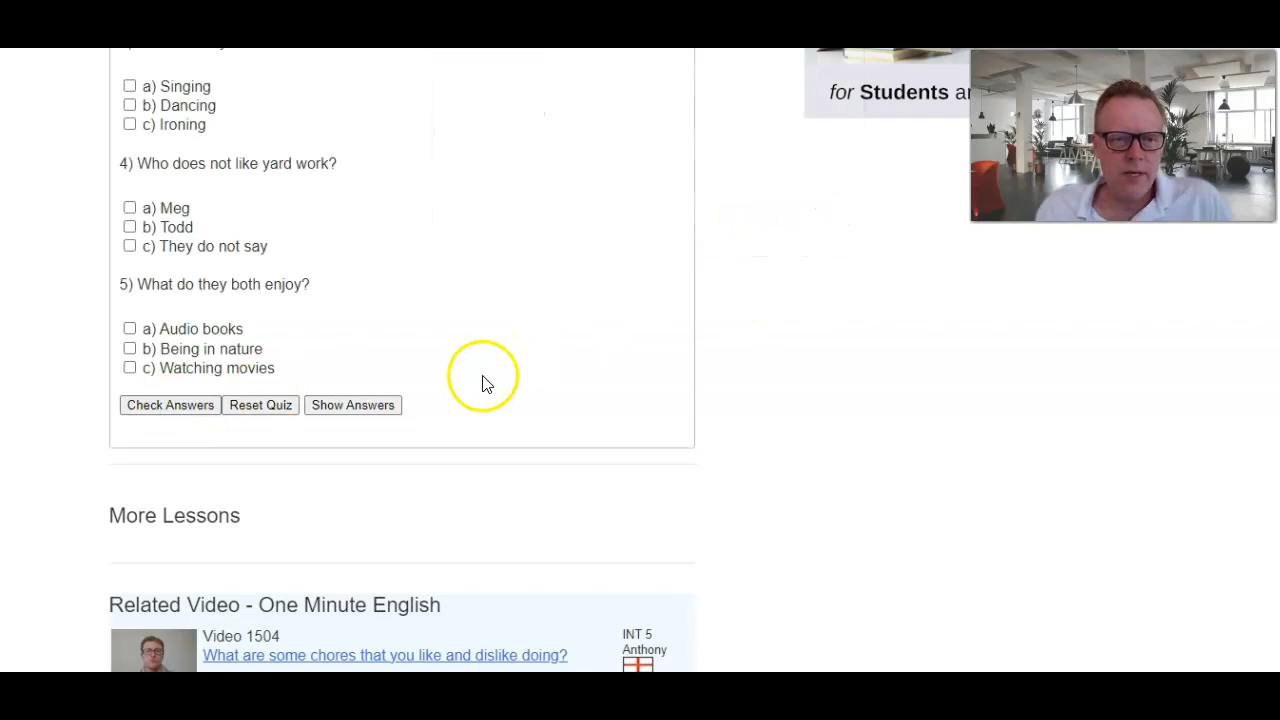 a) Singing
b) Dancing
c) Ironing
4) Who does not like yard work?
a) Meg
b) Todd
c) They do not say
5) What do they both enjoy?
a) Audio books
b) Being in nature
c) Watching movies
Check Answers Reset Quiz Show Answers
More Lessons
Related Video - One Minute English
Video 1504
What are some chores that you like and dislike doing?
INT 5
Anthony
for Students